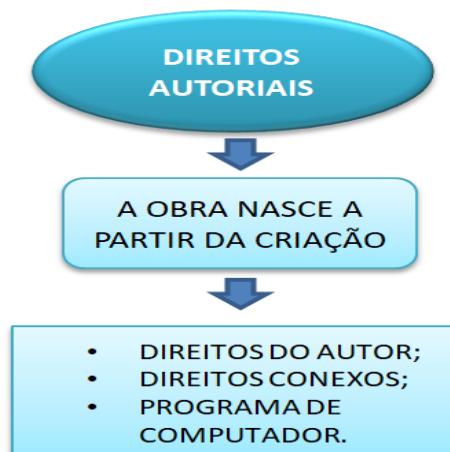 DIREITOS
AUTORIAIS
A OBRA NASCE A
PARTIR DA CRIAÇÃO
• DIREITOS DO AUTOR;
• DIREITOS CONEXOS;
• PROGRAMA DE
COMPUTADOR.